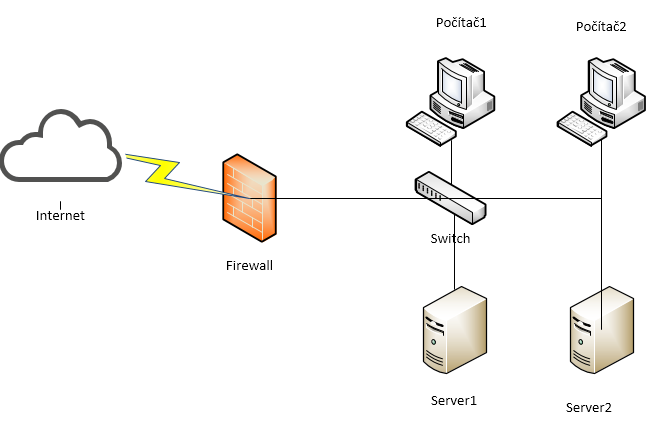 Počítač1
Počítač2
Internet
Firewall
Switch
Server1
Server2